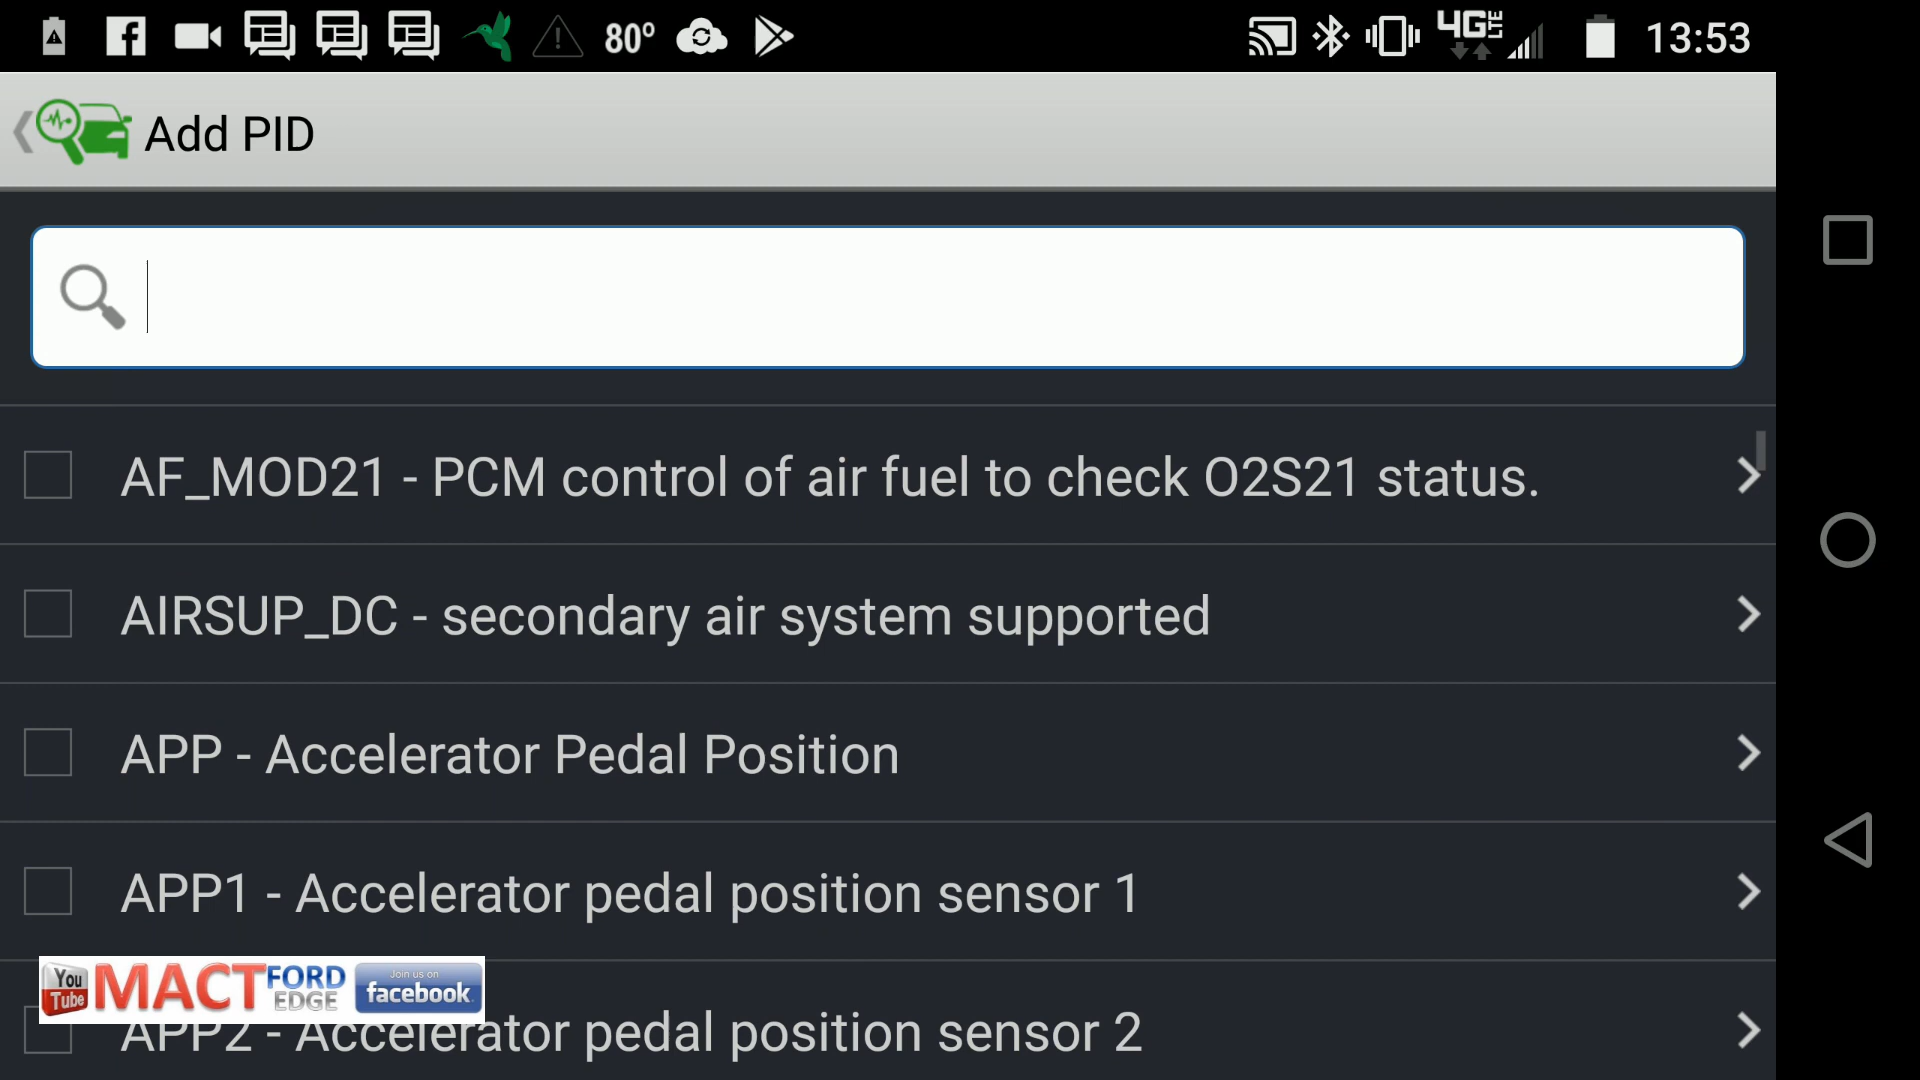 80° 4G LTE 13:53
Add PID
AF_MOD21 - PCM control of air fuel to check O2S21 status.
AIRSUP_DC - secondary air system supported
APP - Accelerator Pedal Position
APP1 - Accelerator pedal position sensor 1
You Tube MACT FORD EDGE Join us on facebook
APP2 - Accelerator pedal position sensor 2